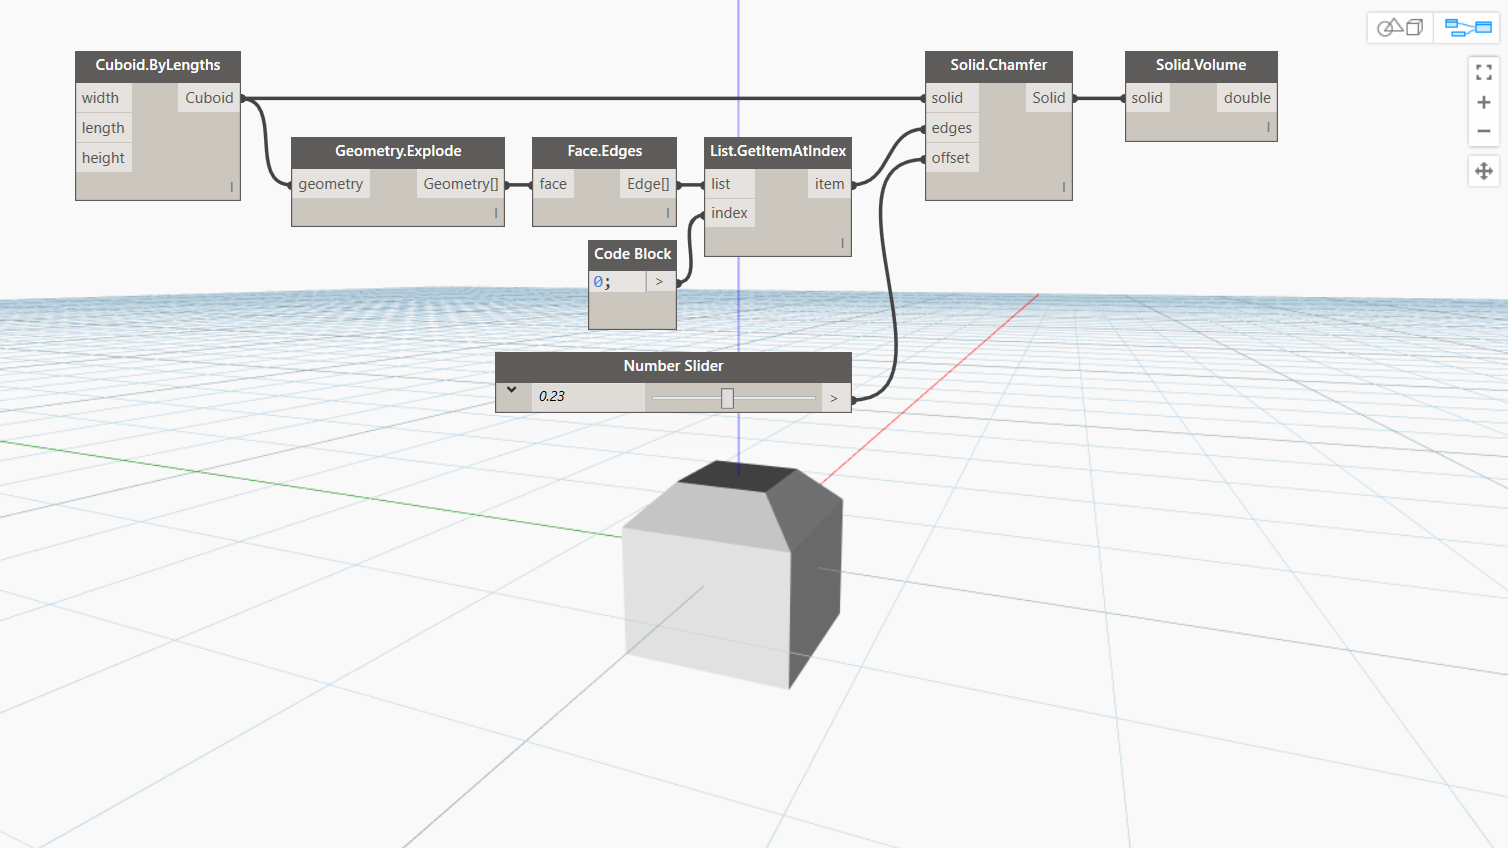 Cuboid.ByLengths
width
Cuboid
length
height
Geometry.Explode
geometry
Geometry[]
Face.Edges
face
Edge[]
List.GetItemAtIndex
list
item
index
Code Block
0;
>
Number Slider
0.23
>
Solid.Chamfer
solid
Solid
edges
offset
Solid.Volume
solid
double